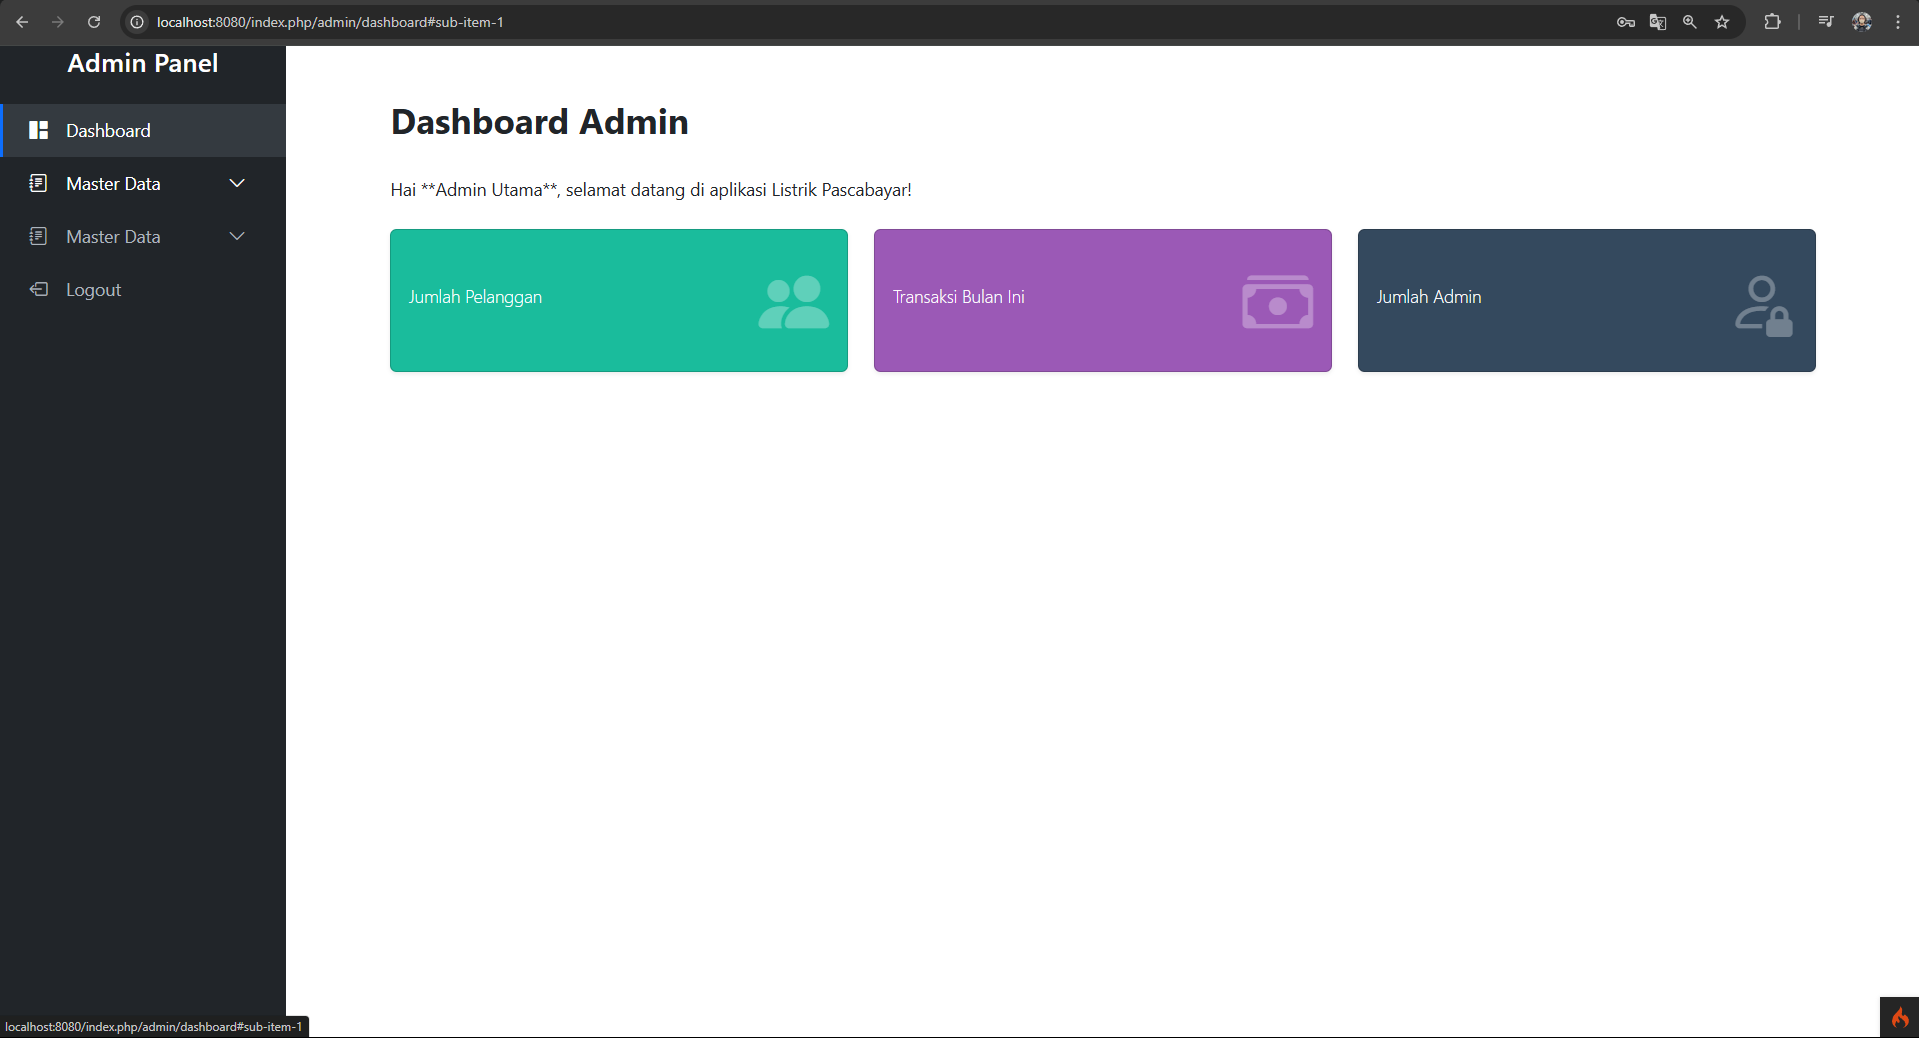 localhost:8080/index.php/admin/dashboard#sub-item-1
Admin Panel
Dashboard
Master Data
Master Data
Logout
Dashboard Admin
Hai **Admin Utama**, selamat datang di aplikasi Listrik Pascabayar!
Jumlah Pelanggan
Transaksi Bulan Ini
Jumlah Admin
localhost:8080/index.php/admin/dashboard#sub-item-1